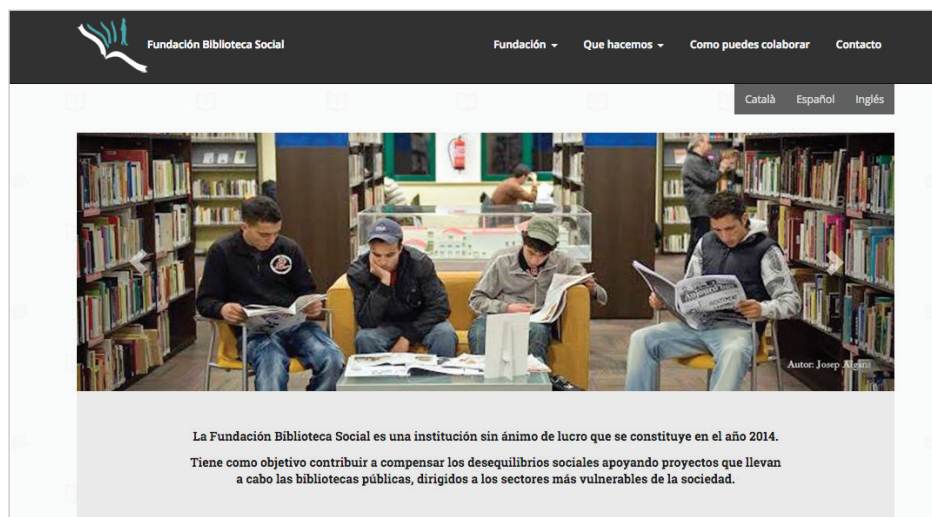 Fundación Biblioteca Social
Fundación
Que hacemos
Como puedes colaborar
Contacto
Català
Español
Inglés
Aujourd'hui
Autor: Josep Algans
La Fundación Biblioteca Social es una institución sin ánimo de lucro que se constituye en el año 2014.
Tiene como objetivo contribuir a compensar los desequilibrios sociales apoyando proyectos que llevan
a cabo las bibliotecas públicas, dirigidos a los sectores más vulnerables de la sociedad.